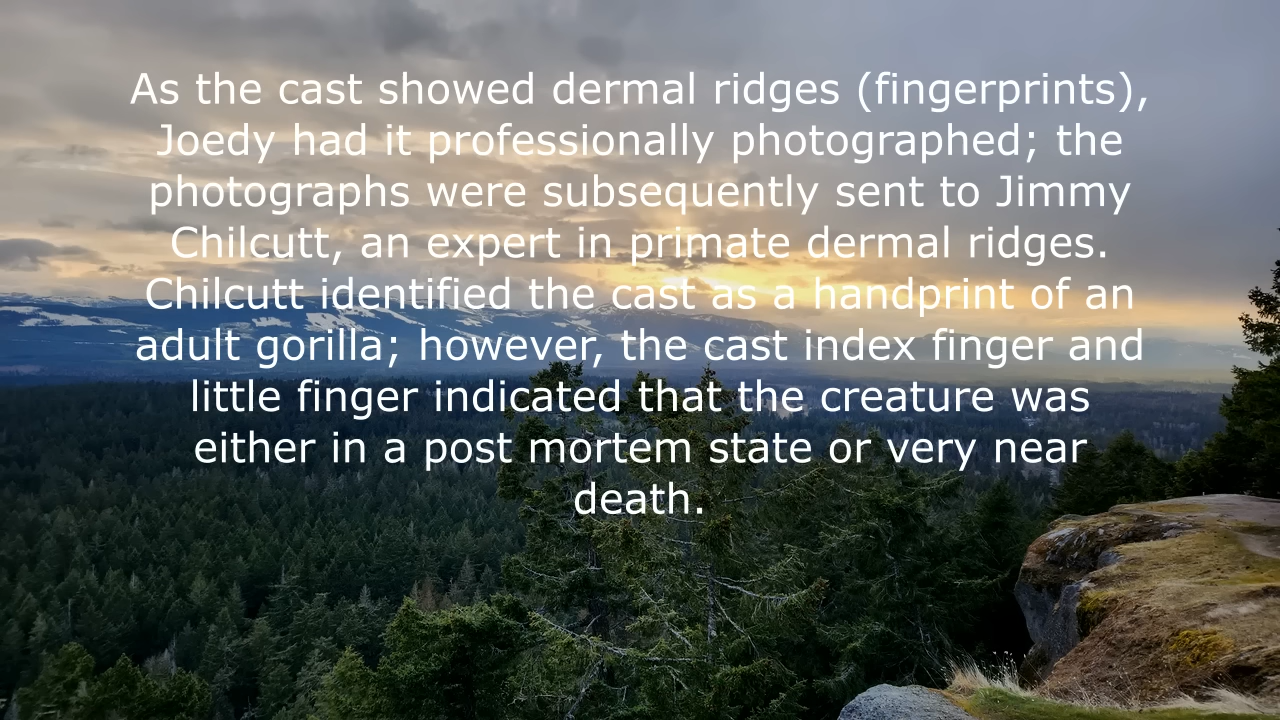 As the cast showed dermal ridges (fingerprints),
Joedy had it professionally photographed; the
photographs were subsequently sent to Jimmy
Chilcutt, an expert in primate dermal ridges.
Chilcutt identified the cast as a handprint of an
adult gorilla; however, the cast index finger and
little finger indicated that the creature was
either in a post mortem state or very near
death.